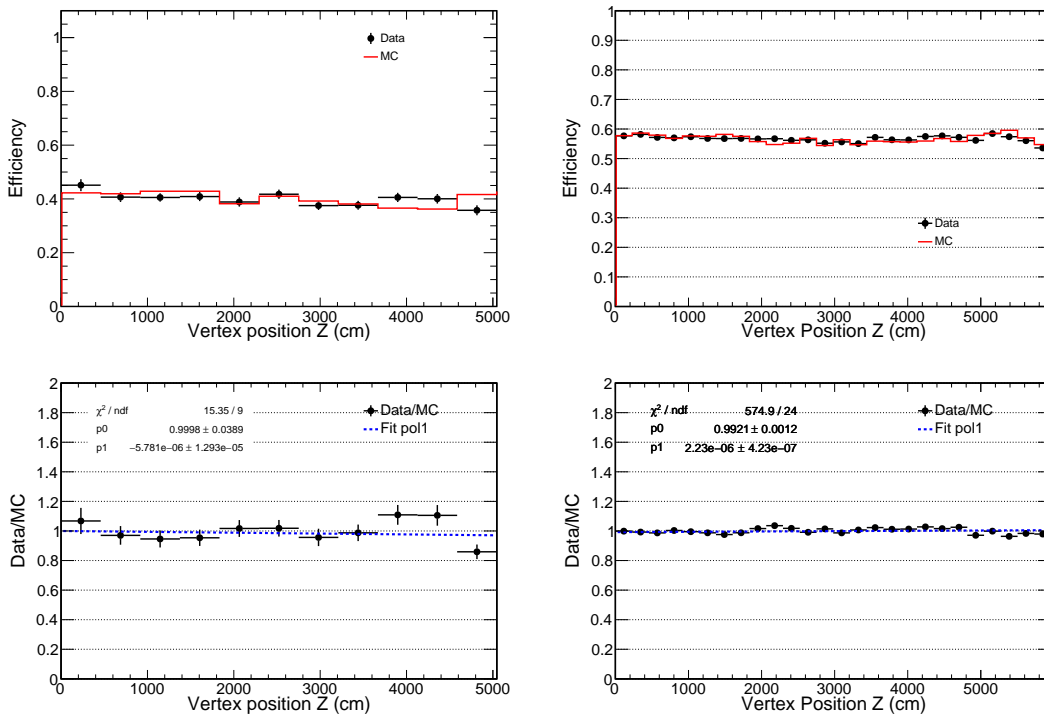 1
0.8
0.6
0.4
0.2
0
Efficiency
Data
MC
0 1000 2000 3000 4000 5000
Vertex position Z (cm)
1
0.9
0.8
0.7
0.6
0.5
0.4
0.3
0.2
0.1
0
Efficiency
Data
MC
0 1000 2000 3000 4000 5000
Vertex Position Z (cm)
2
1.8
1.6
1.4
1.2
1
0.8
0.6
0.4
0.2
0
Data/MC
χ² / ndf 15.35 / 9
p0 0.9998 ± 0.0389
p1 −5.781e−06 ± 1.293e−05
Data/MC
Fit pol1
0 1000 2000 3000 4000 5000
Vertex position Z (cm)
2
1.8
1.6
1.4
1.2
1
0.8
0.6
0.4
0.2
0
Data/MC
χ² / ndf 574.9 / 24
p0 0.9921 ± 0.0012
p1 2.23e−06 ± 4.23e−07
Data/MC
Fit pol1
0 1000 2000 3000 4000 5000
Vertex Position Z (cm)